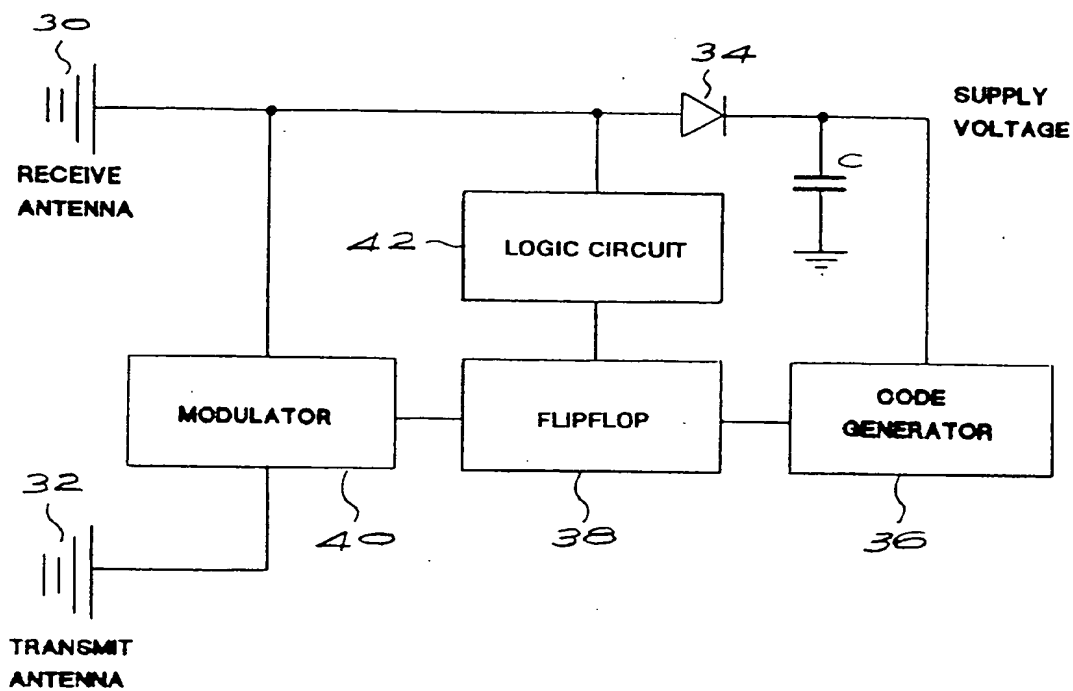 30
34
SUPPLY
VOLTAGE
C
RECEIVE
ANTENNA
42
LOGIC CIRCUIT
MODULATOR
FLIPFLOP
CODE
GENERATOR
32
40
38
36
TRANSMIT
ANTENNA